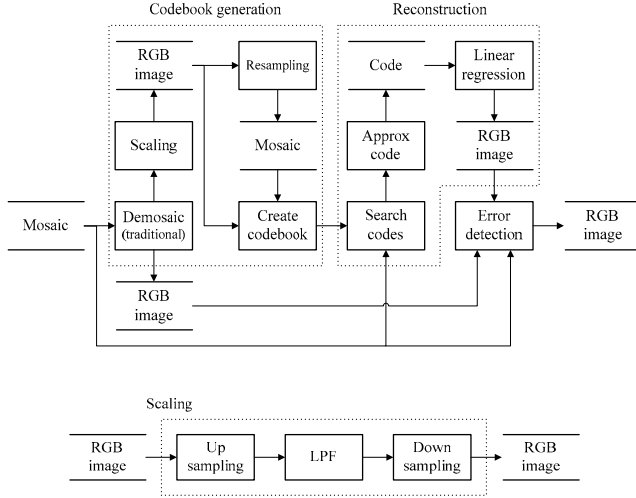 Codebook generation
Reconstruction
RGB
image
Resampling
Code
Linear
regression
Scaling
Mosaic
Approx
code
RGB
image
Mosaic
Demosaic
(traditional)
Create
codebook
Search
codes
Error
detection
RGB
image
RGB
image
Scaling
RGB
image
Up
sampling
LPF
Down
sampling
RGB
image